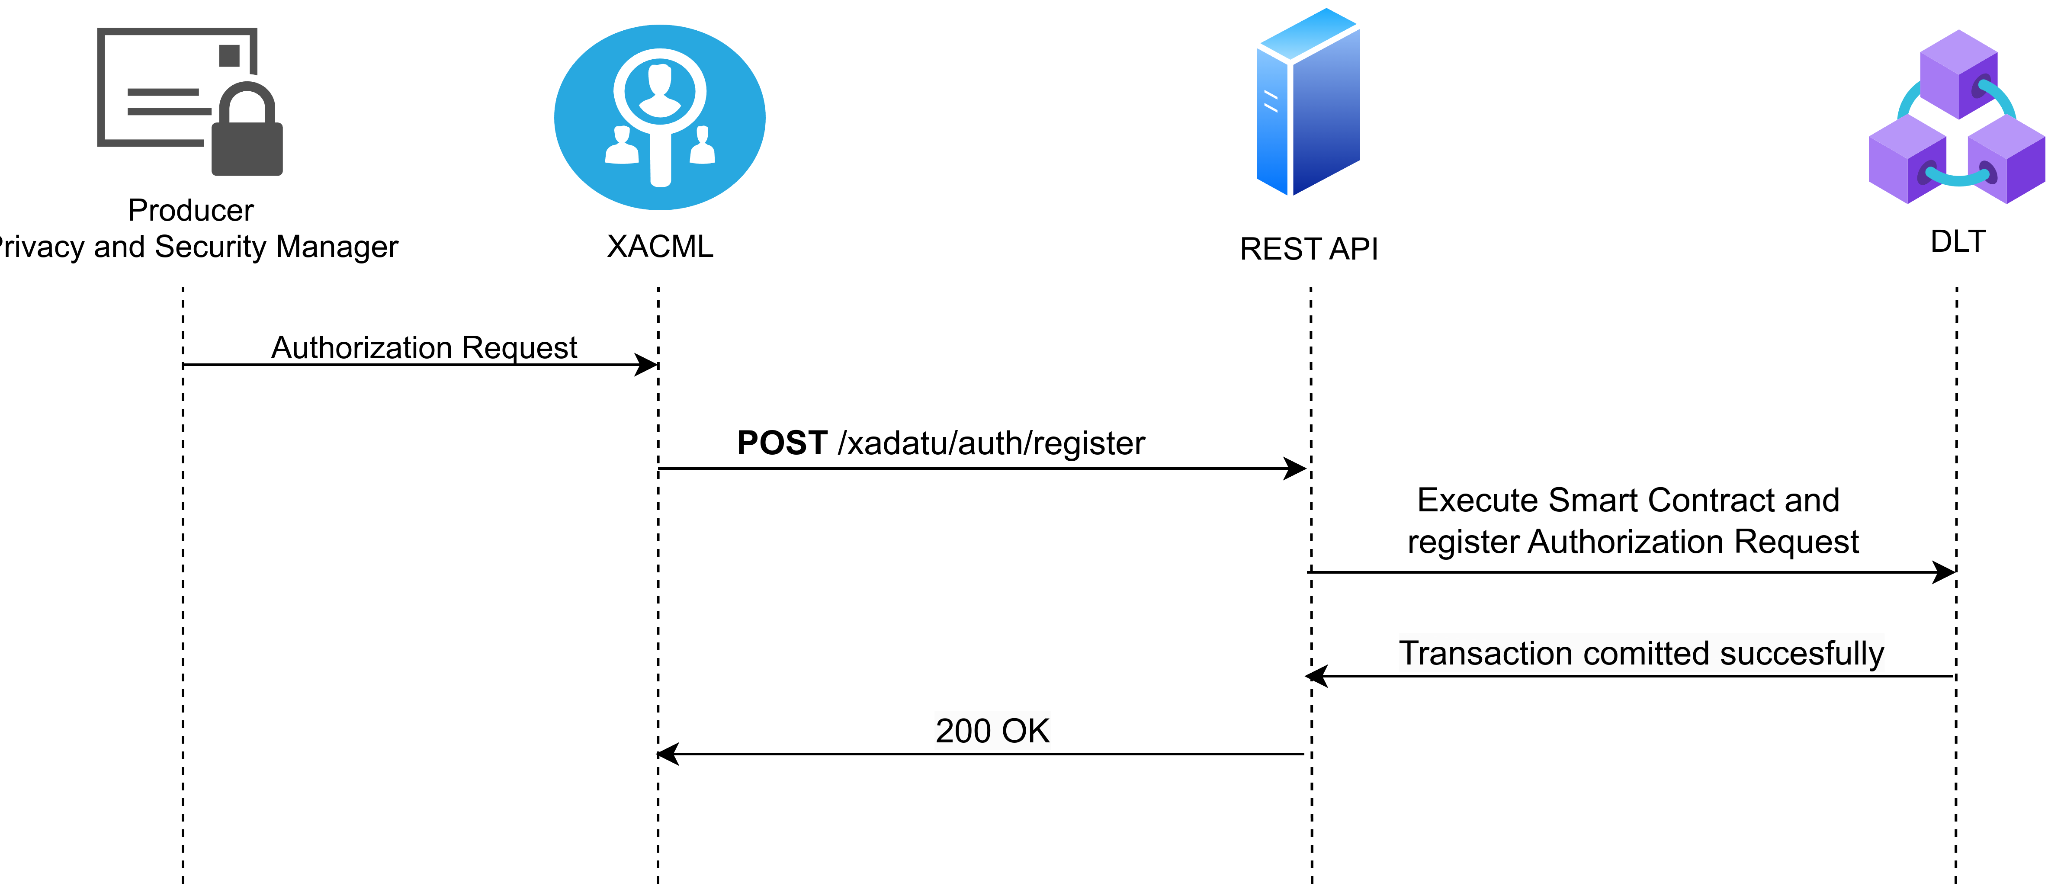 Producer
Privacy and Security Manager
XACML
REST API
DLT
Authorization Request
POST /xadatu/auth/register
Execute Smart Contract and
register Authorization Request
Transaction comitted succesfully
200 OK